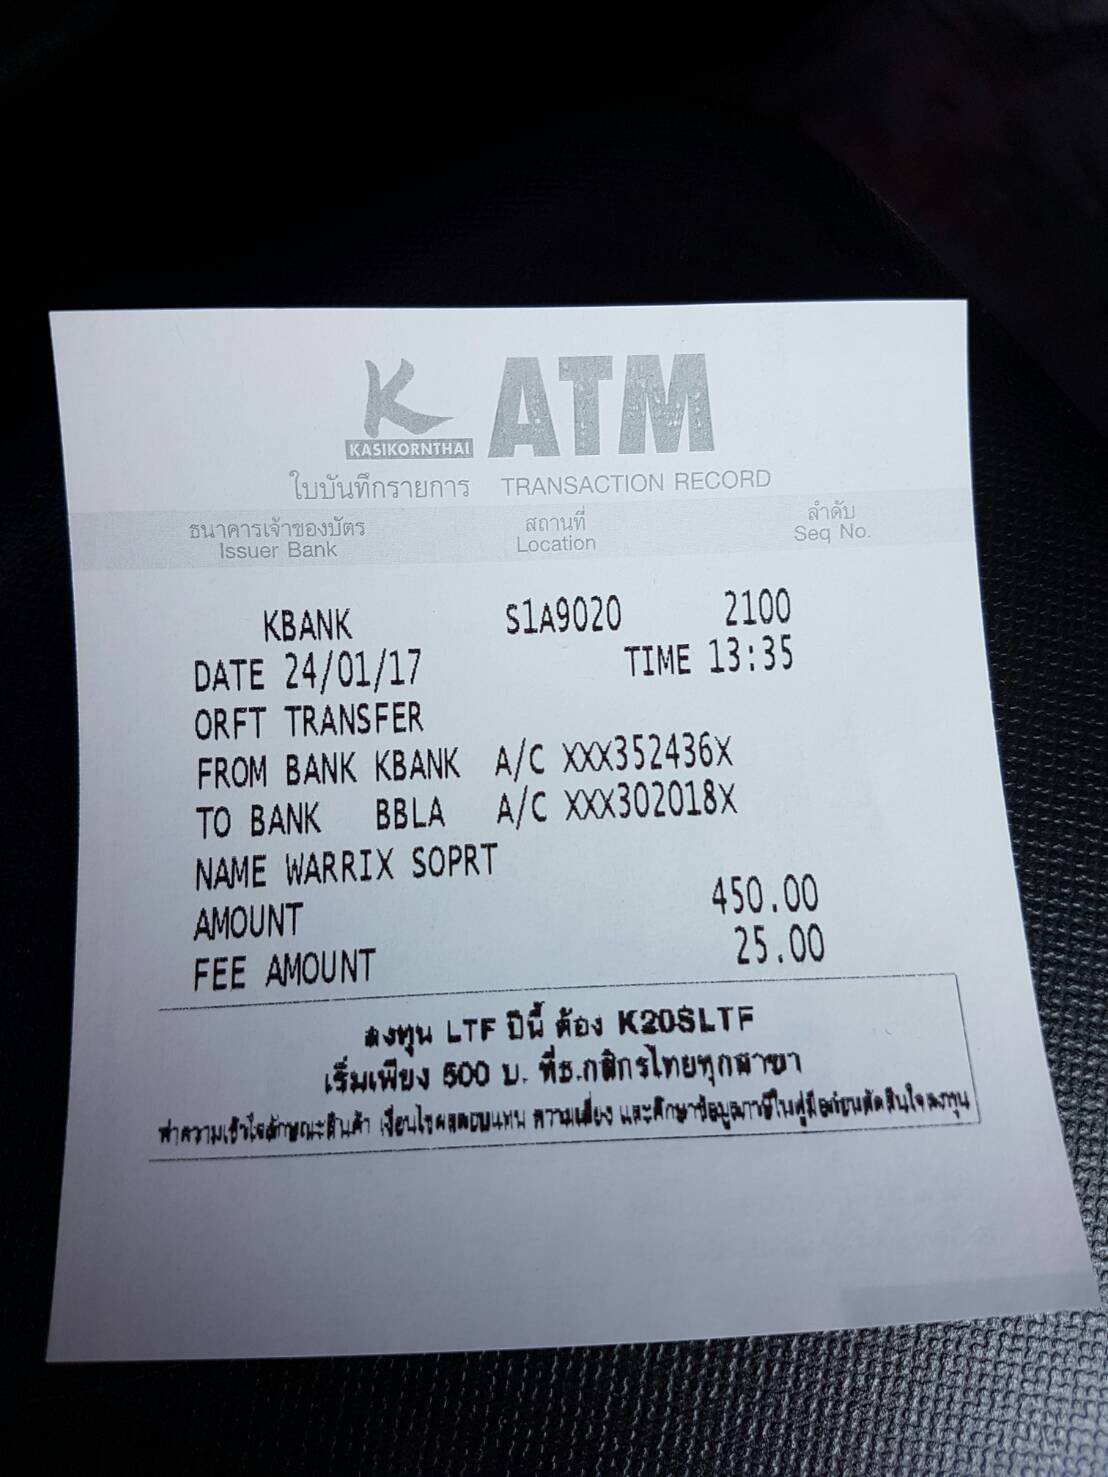 K ATM
KASIKORNTHAI
ใบบันทึกรายการ TRANSACTION RECORD
ธนาคารเจ้าของบัตร สถานที่ ลำดับ
Issuer Bank Location Seq No.
KBANK S1A9020 2100
DATE 24/01/17 TIME 13:35
ORFT TRANSFER
FROM BANK KBANK A/C XXX352436X
TO BANK BBLA A/C XXX302018X
NAME WARRIX SOPRT
AMOUNT 450.00
FEE AMOUNT 25.00
ลงทุน LTF ปีนี้ ต้อง K20SLTF
เริ่มเพียง 500 บ. ที่ธ.กสิกรไทยทุกสาขา
ทำความเข้าใจลักษณะสินค้า เงื่อนไขผลตอบแทน ความเสี่ยง และศึกษาข้อมูลภาษีในคู่มือก่อนตัดสินใจลงทุน